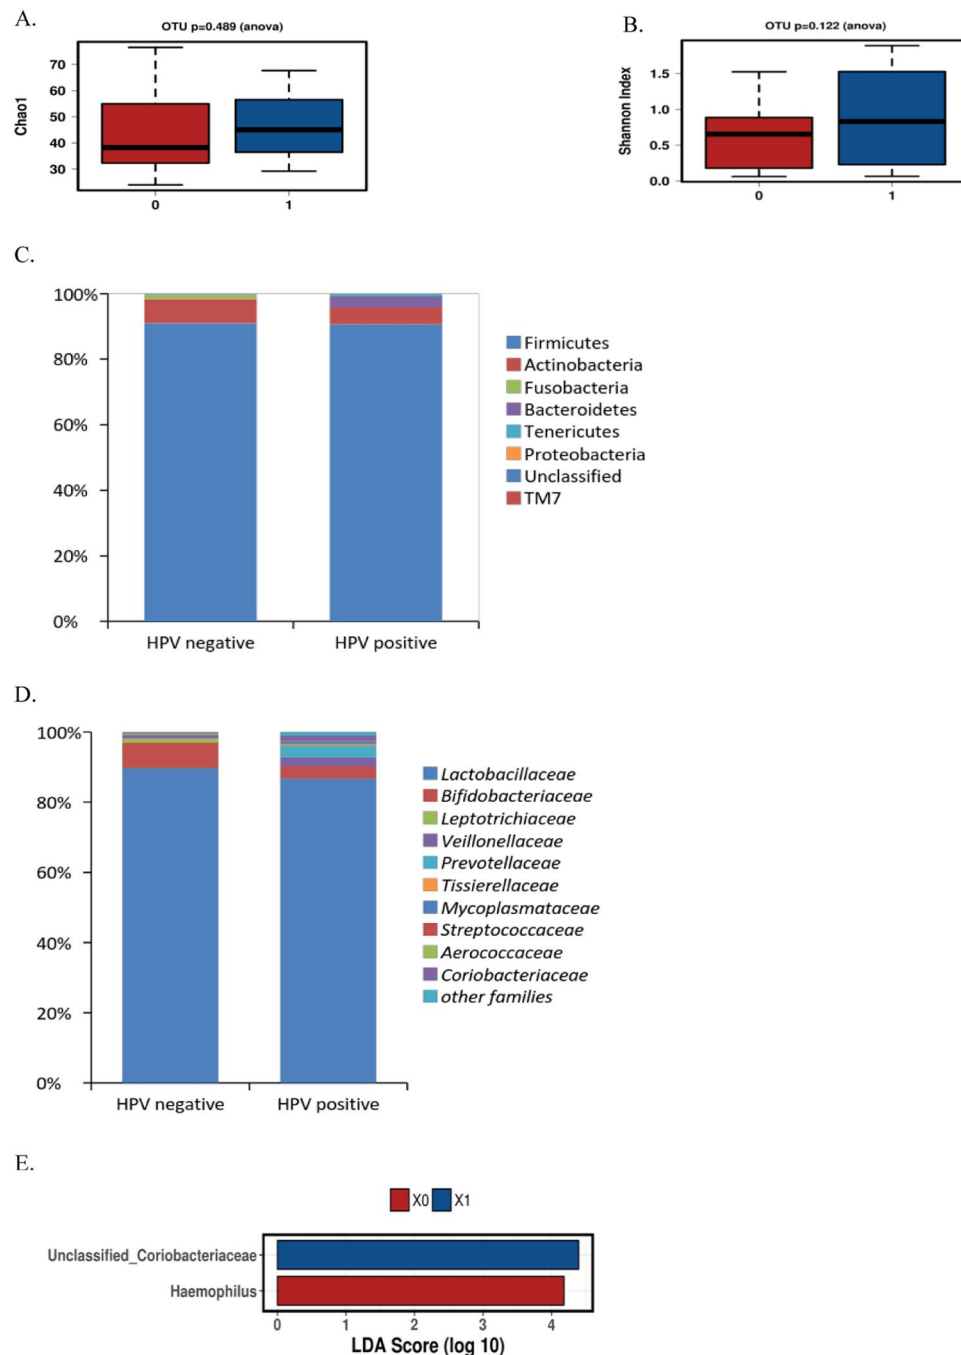 A.
OTU p=0.489 (anova)
Chao1
70
60
50
40
30
0
1
B.
OTU p=0.122 (anova)
Shannon Index
1.5
1.0
0.5
0.0
0
1
C.
100%
80%
60%
40%
20%
0%
HPV negative
HPV positive
Firmicutes
Actinobacteria
Fusobacteria
Bacteroidetes
Tenericutes
Proteobacteria
Unclassified
TM7
D.
100%
80%
60%
40%
20%
0%
HPV negative
HPV positive
Lactobacillaceae
Bifidobacteriaceae
Leptotrichiaceae
Veillonellaceae
Prevotellaceae
Tissierellaceae
Mycoplasmataceae
Streptococcaceae
Aerococcaceae
Coriobacteriaceae
other families
E.
X0 X1
Unclassified_Coriobacteriaceae
Haemophilus
0 1 2 3 4
LDA Score (log 10)